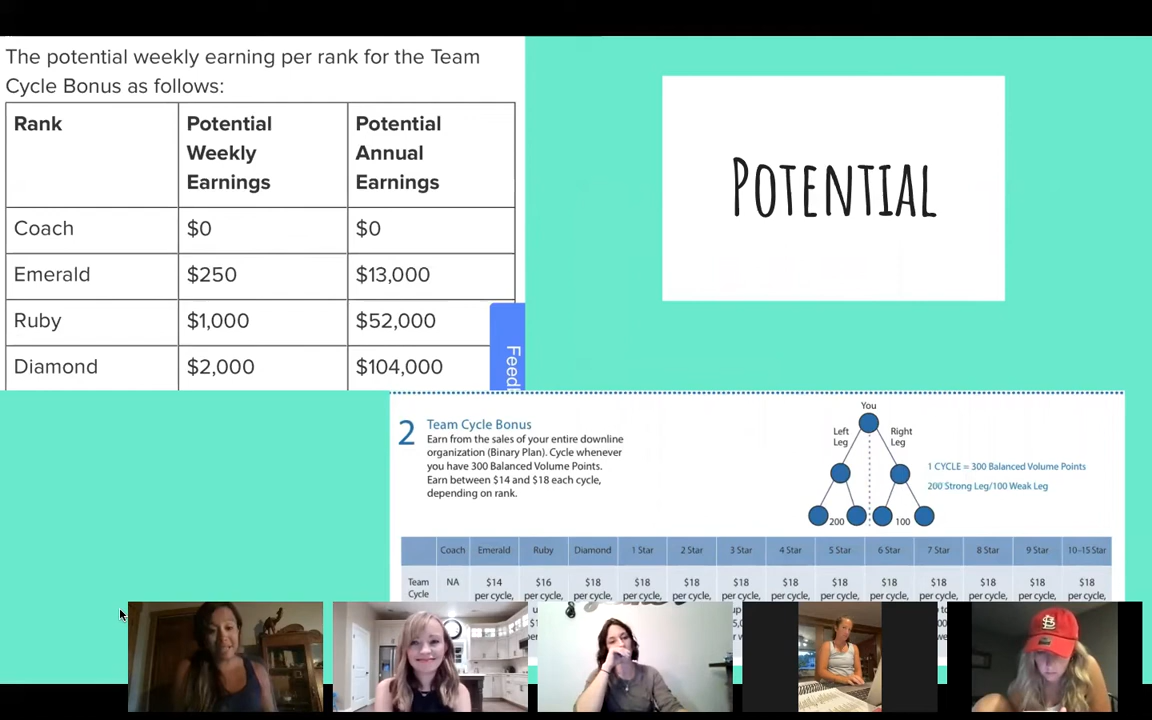 The potential weekly earning per rank for the Team
Cycle Bonus as follows:
Rank Potential Weekly Earnings Potential Annual Earnings
Coach $0 $0
Emerald $250 $13,000
Ruby $1,000 $52,000
Diamond $2,000 $104,000
POTENTIAL
2 Team Cycle Bonus
Earn from the sales of your entire downline
organization (Binary Plan). Cycle whenever
you have 300 Balanced Volume Points.
Earn between $14 and $18 each cycle,
depending on rank.
You
Left Leg
Right Leg
200
100
1 CYCLE = 300 Balanced Volume Points
200 Strong Leg/100 Weak Leg
Coach Emerald Ruby Diamond 1 Star 2 Star 3 Star 4 Star 5 Star 6 Star 7 Star 8 Star 9 Star 10-15 Star
Team NA $14 $16 $18 $18 $18 $18 $18 $18 $18 $18 $18 $18 $18
Cycle per cycle, per cycle, per cycle, per cycle, per cycle, per cycle, per cycle, per cycle, per cycle, per cycle, per cycle, per cycle, per cycle,